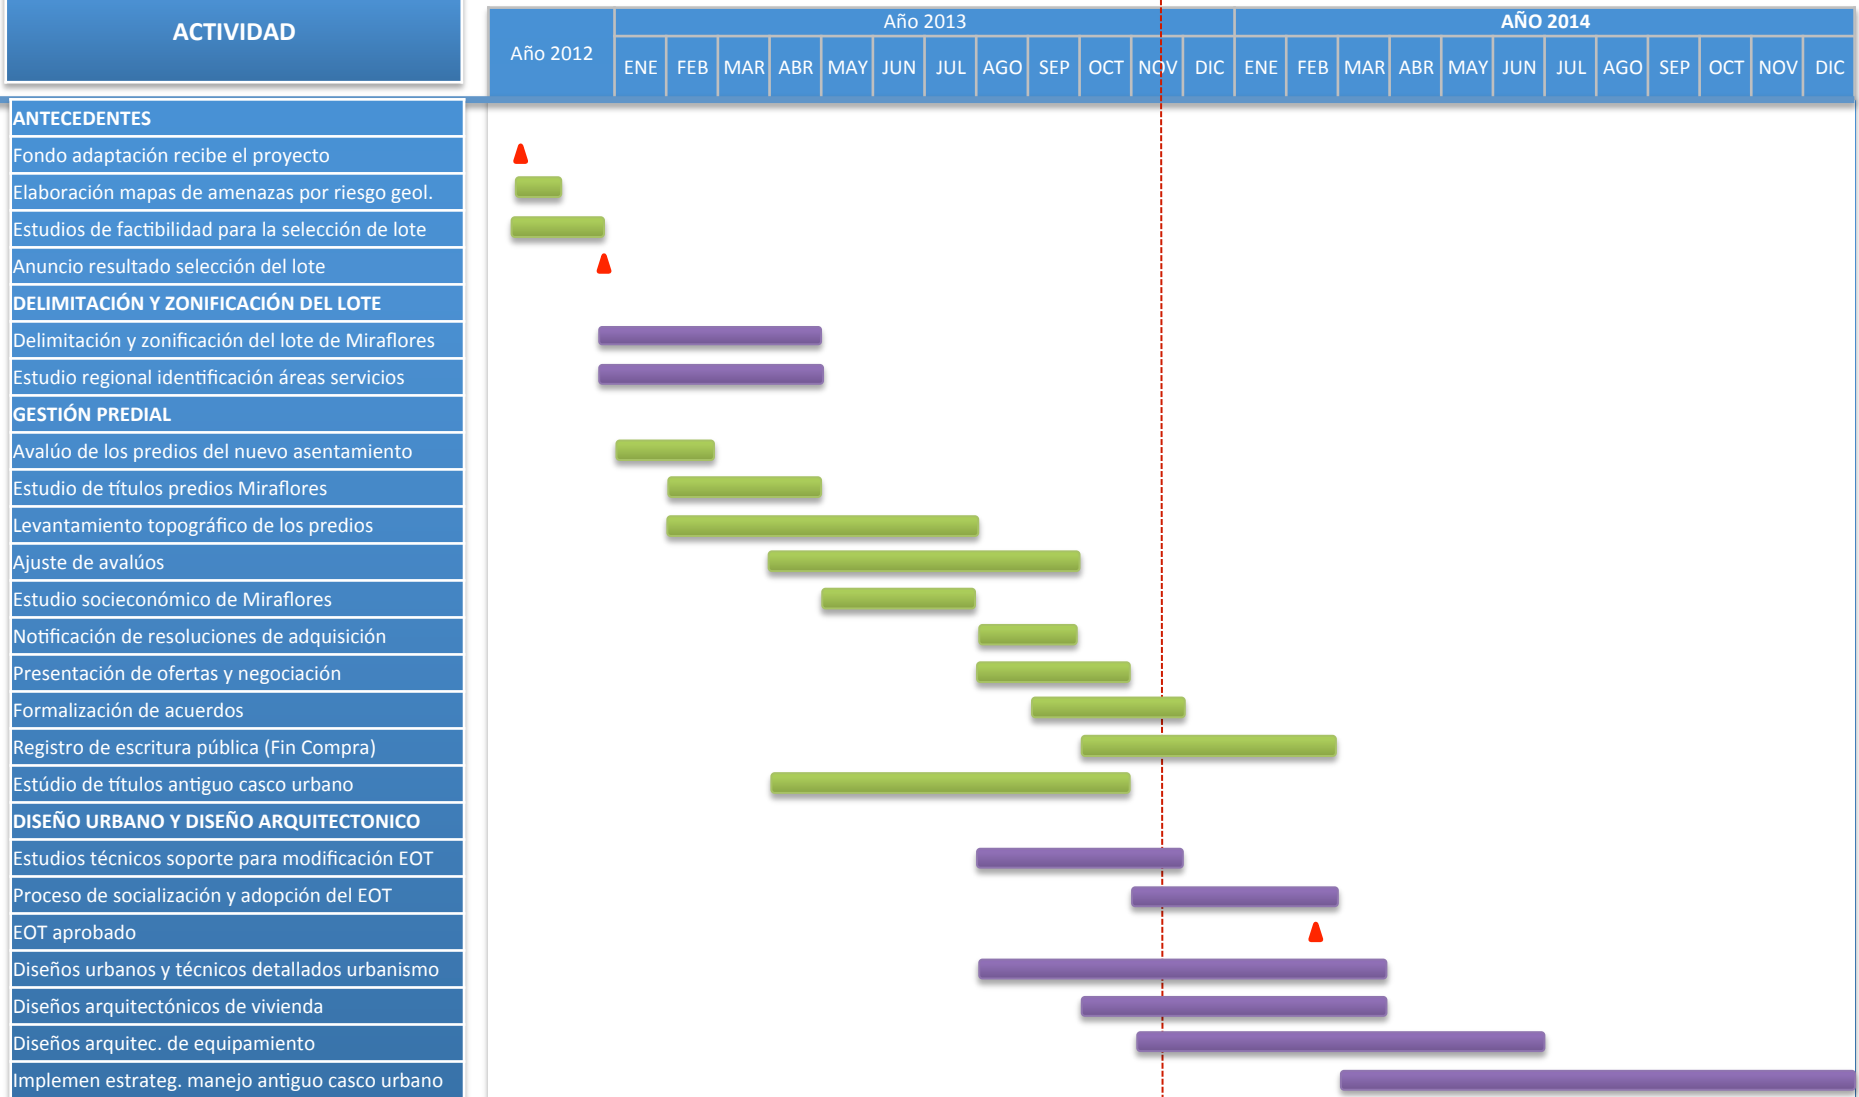 ACTIVIDAD
Año 2012
Año 2013
AÑO 2014
ENE FEB MAR ABR MAY JUN JUL AGO SEP OCT NOV DIC ENE FEB MAR ABR MAY JUN JUL AGO SEP OCT NOV DIC
ANTECEDENTES
Fondo adaptación recibe el proyecto
Elaboración mapas de amenazas por riesgo geol.
Estudios de factibilidad para la selección de lote
Anuncio resultado selección del lote
DELIMITACIÓN Y ZONIFICACIÓN DEL LOTE
Delimitación y zonificación del lote de Miraflores
Estudio regional identificación áreas servicios
GESTIÓN PREDIAL
Avalúo de los predios del nuevo asentamiento
Estudio de títulos predios Miraflores
Levantamiento topográfico de los predios
Ajuste de avalúos
Estudio socieconómico de Miraflores
Notificación de resoluciones de adquisición
Presentación de ofertas y negociación
Formalización de acuerdos
Registro de escritura pública (Fin Compra)
Estúdio de títulos antiguo casco urbano
DISEÑO URBANO Y DISEÑO ARQUITECTONICO
Estudios técnicos soporte para modificación EOT
Proceso de socialización y adopción del EOT
EOT aprobado
Diseños urbanos y técnicos detallados urbanismo
Diseños arquitectónicos de vivienda
Diseños arquitec. de equipamiento
Implemen estrateg. manejo antiguo casco urbano